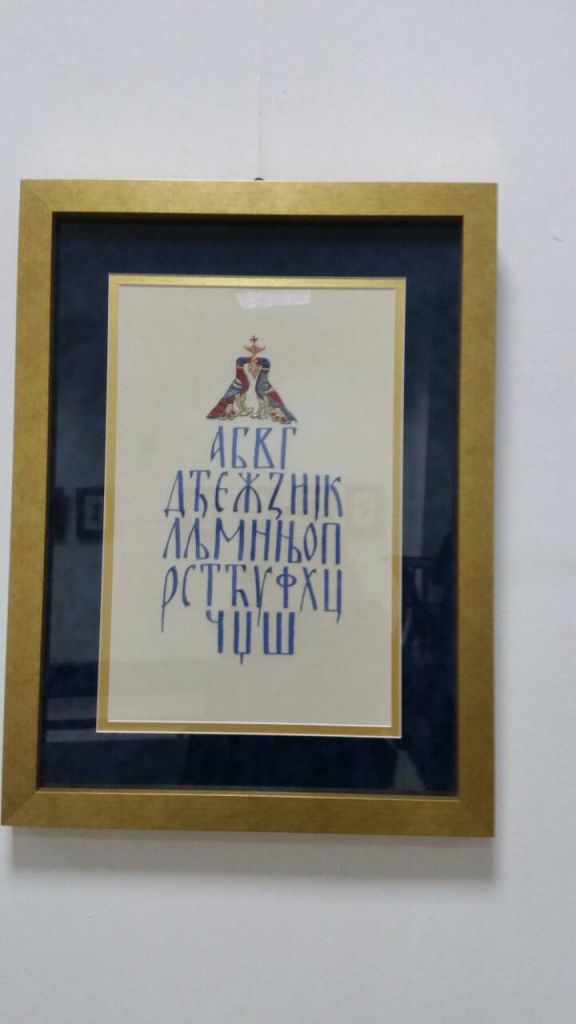 АБВГ
ДЂЕЖЗИЈК
ЛЉМНЊОП
РСТЋУФХЦ
ЧЏШ